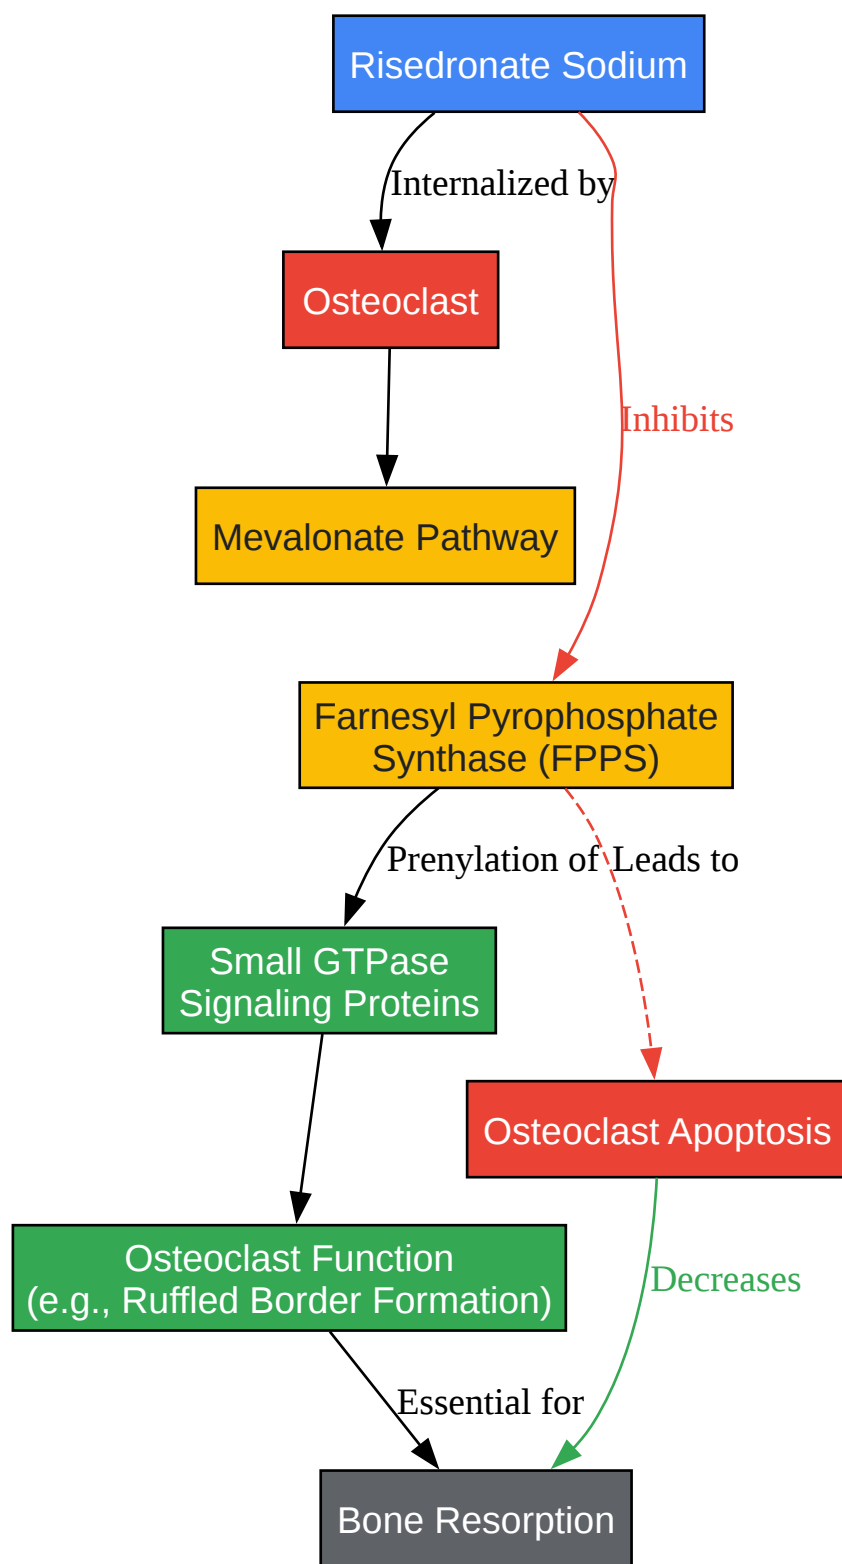 Risedronate Sodium
Internalized by
Osteoclast
Inhibits
Mevalonate Pathway
Farnesyl Pyrophosphate
Synthase (FPPS)
Prenylation of
Leads to
Small GTPase
Signaling Proteins
Osteoclast Apoptosis
Osteoclast Function
(e.g., Ruffled Border Formation)
Decreases
Essential for
Bone Resorption